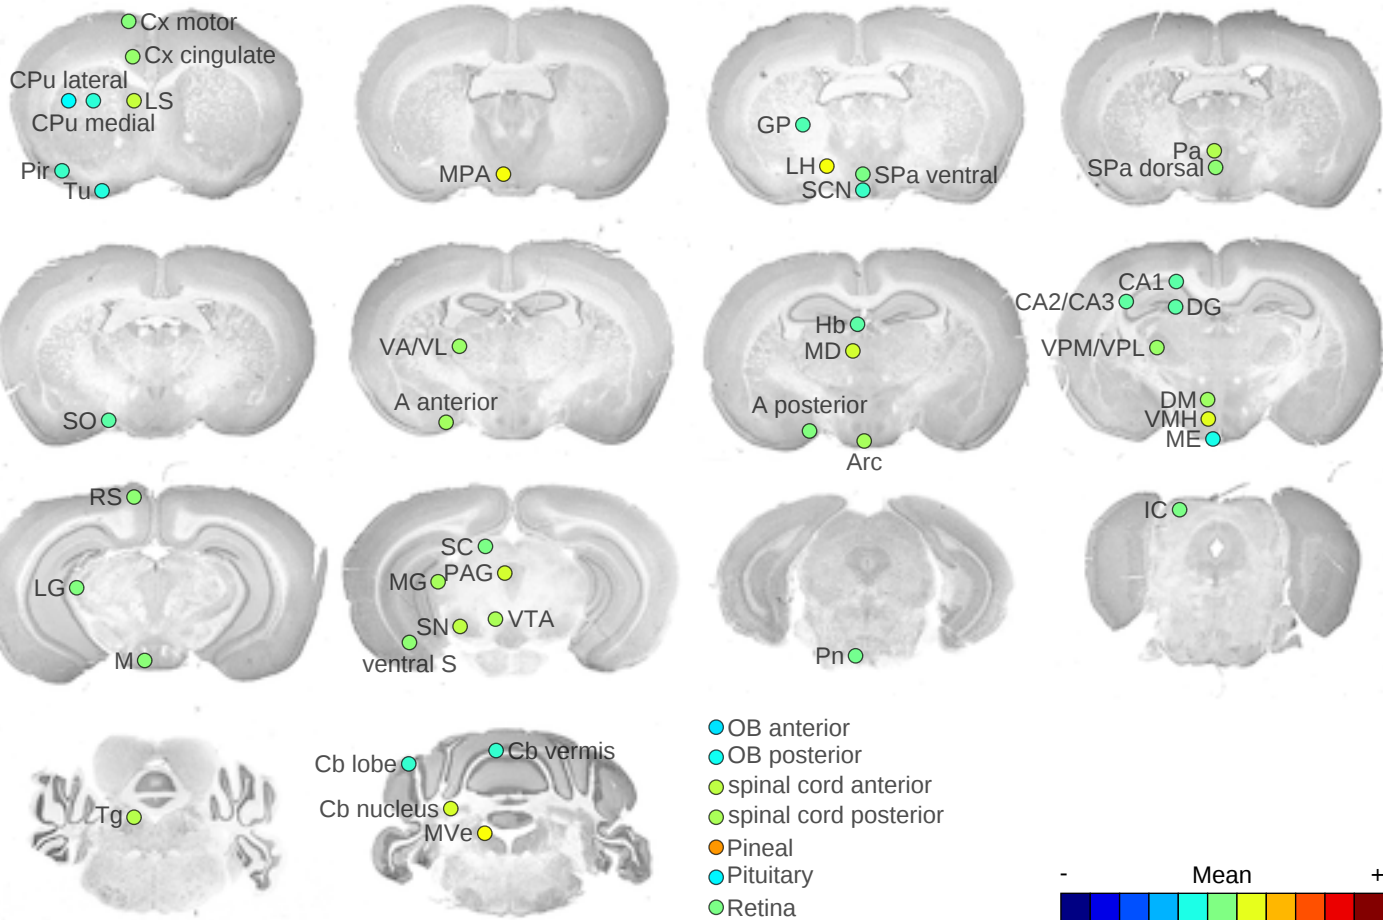 Cx motor
Cx cingulate
CPu lateral
LS
CPu medial
Pir
Tu
MPA
GP
LH
SPa ventral
SCN
Pa
SPa dorsal
SO
VA/VL
A anterior
Hb
MD
A posterior
Arc
CA1
CA2/CA3
DG
VPM/VPL
DM
VMH
ME
RS
LG
M
SC
MG
PAG
SN
VTA
ventral S
Pn
IC
Tg
Cb lobe
Cb vermis
Cb nucleus
MVe
OB anterior
OB posterior
spinal cord anterior
spinal cord posterior
Pineal
Pituitary
Retina
- Mean +